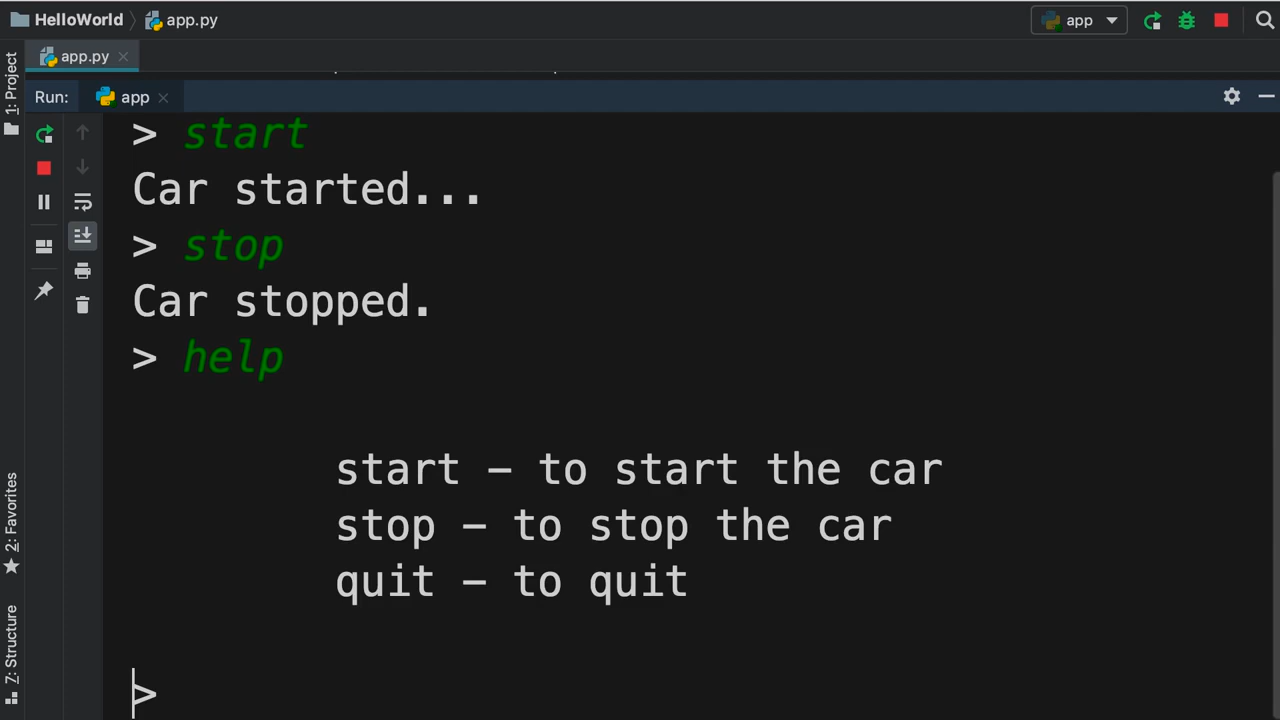 HelloWorld app.py app
app.py
Run: app
1: Project
> start
Car started...
> stop
Car stopped.
> help
start – to start the car
stop – to stop the car
quit – to quit
>
2: Favorites
Z: Structure